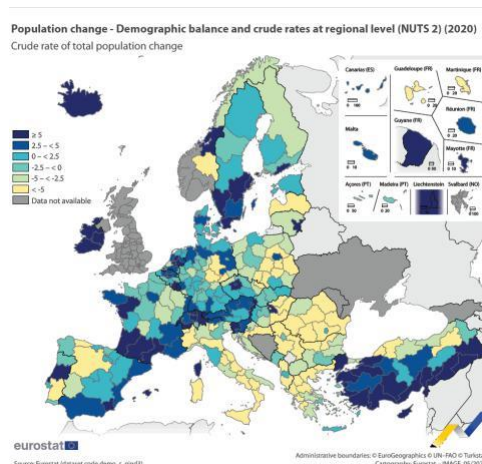 Population change - Demographic balance and crude rates at regional level (NUTS 2) (2020)
Crude rate of total population change
Canarias (ES)
Guadeloupe (FR)
Martinique (FR)
Malta
Guyane (FR)
Réunion (FR)
Mayotte (FR)
Açores (PT)
Madeira (PT)
Liechtenstein
Svalbard (NO)
≥ 5
2.5 – < 5
0 – < 2.5
-2.5 – < 0
-5 – < -2.5
< -5
Data not available
eurostat
Administrative boundaries: © EuroGeographics © UN–FAO © Turksta